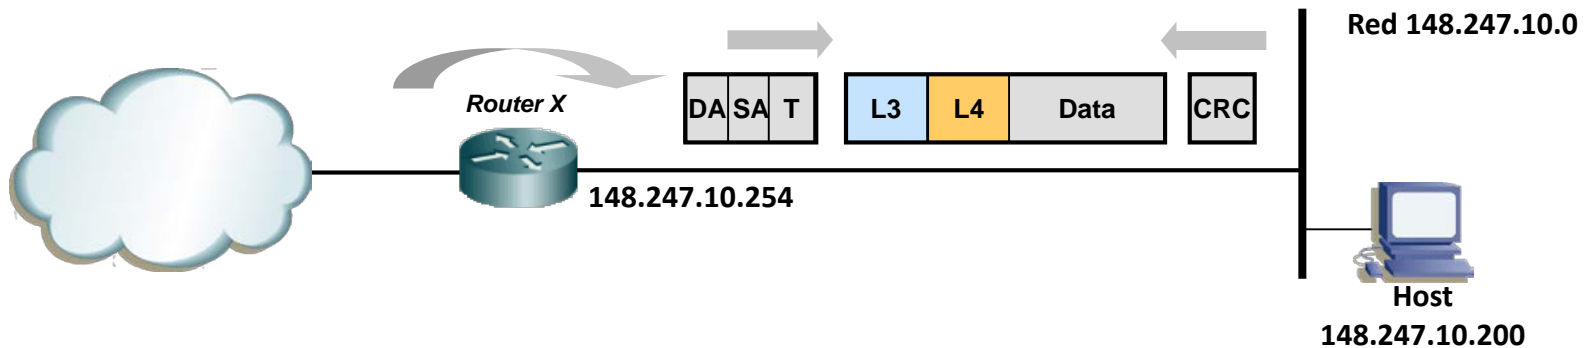 Red 148.247.10.0
Router X
DA SA T
L3 L4 Data
CRC
148.247.10.254
Host
148.247.10.200